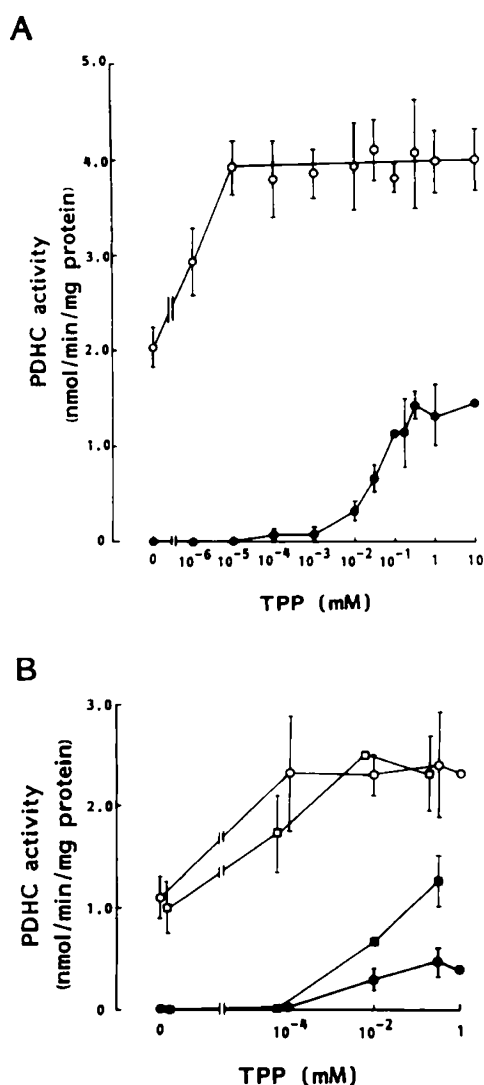 A
PDHC activity
(nmol/min/mg protein)
5.0
4.0
3.0
2.0
1.0
0
0 10⁻⁶ 10⁻⁵ 10⁻⁴ 10⁻³ 10⁻² 10⁻¹ 1 10
TPP (mM)
B
PDHC activity
(nmol/min/mg protein)
3.0
2.0
1.0
0
0 10⁻⁴ 10⁻² 1
TPP (mM)